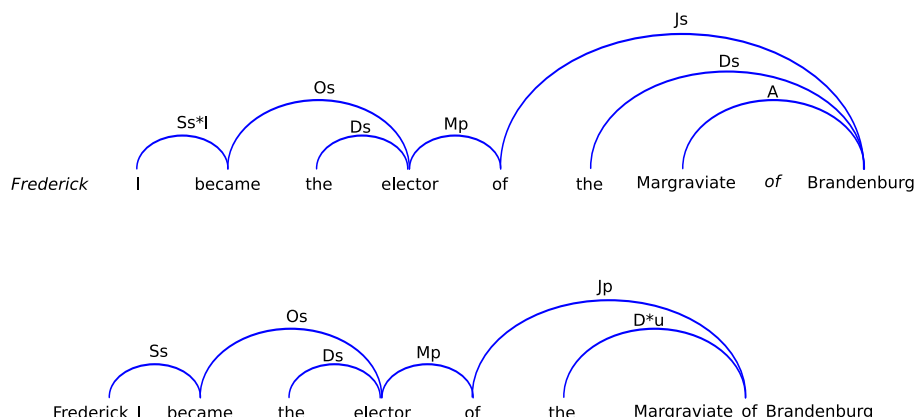 Js
Ds
Os A
Ss*I Ds Mp
Frederick I became the elector of the Margraviate of Brandenburg
Jp
Os D*u
Ss Ds Mp
Frederick I became the elector of the Margraviate of Brandenburg